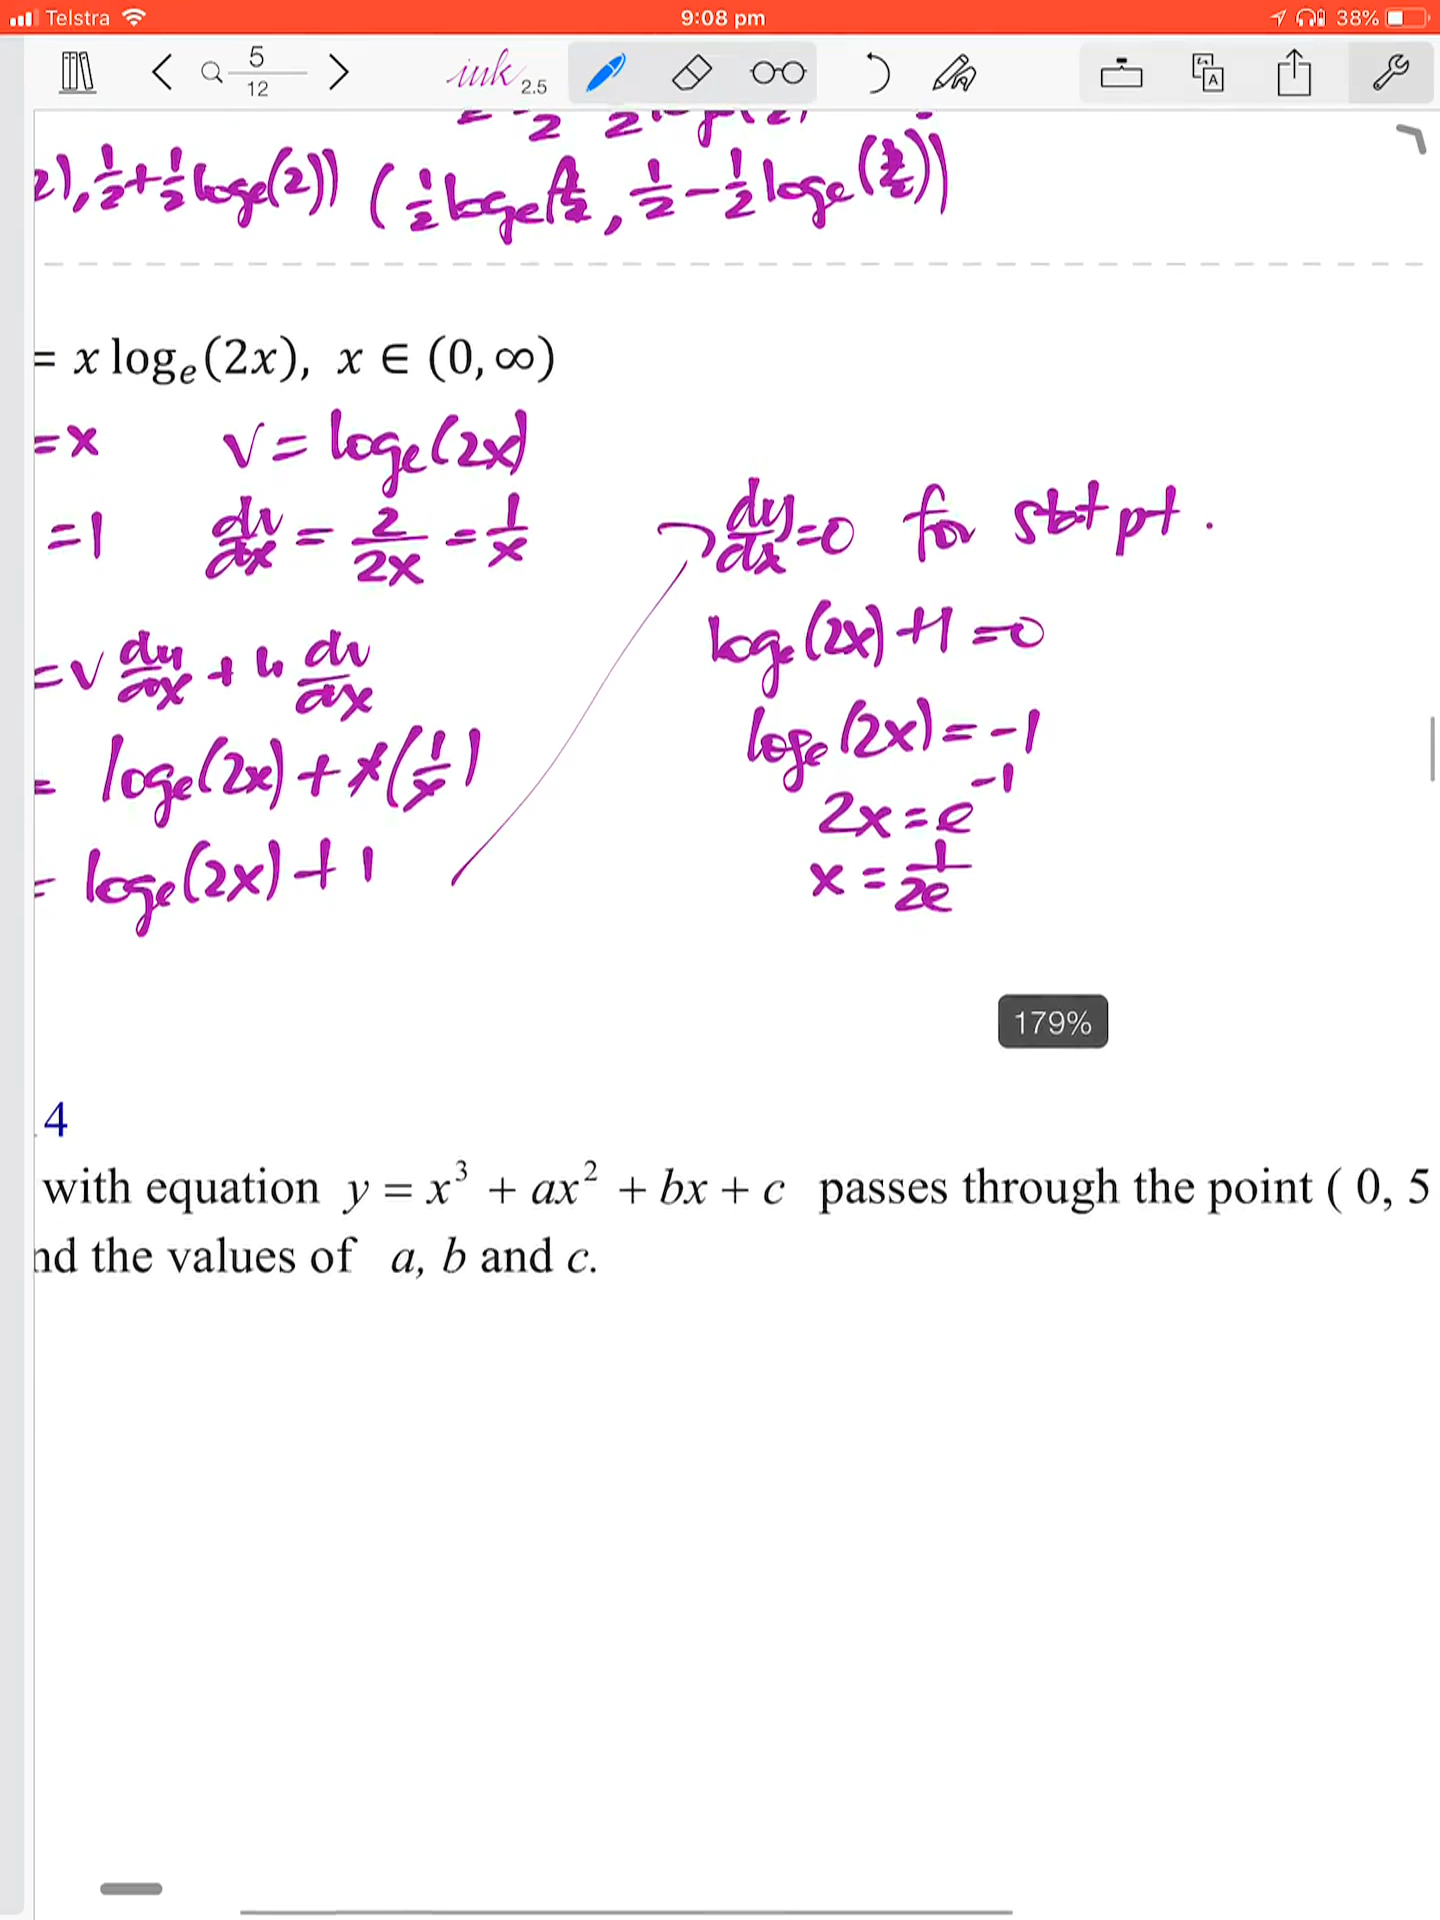 Telstra 9:08 pm 38%
5
12
ink 2.5
2), 1/2 + 1/2 loge(2)) ( 1/2 loge , 1/2 - 1/2 loge
= x logₑ(2x), x ∈ (0, ∞)
= x v = loge(2x)
= 1 dv/dx = 2/2x = 1/x
dy/dx = 0 for stat pt.
= v du/dx + u dv/dx
= loge(2x) + x(1/x)
= loge(2x) + 1
loge(2x) + 1 = 0
loge(2x) = -1
2x = e⁻¹
x = 1/2e
179%
4
with equation y = x³ + ax² + bx + c passes through the point ( 0, 5
nd the values of a, b and c.